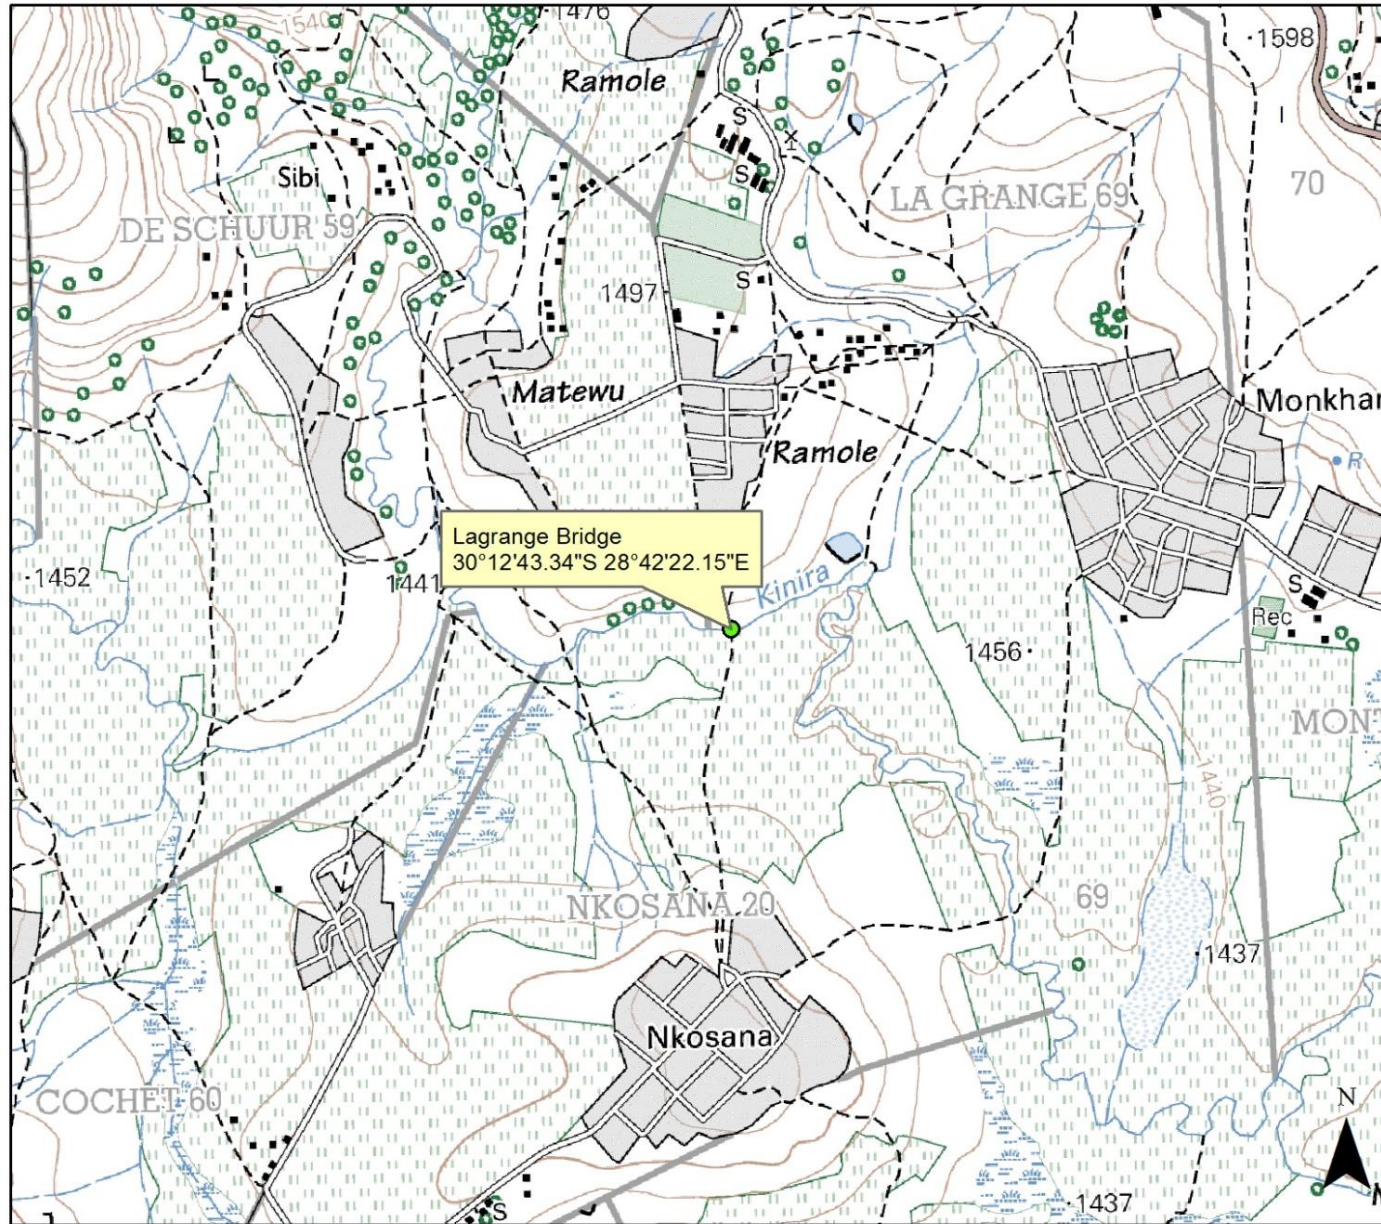 1540
1476
1598
Ramole
S
I
Sibi
S
70
LA GRANGE 69
DE SCHUUR 59
S
1497
Matewu
Monkhan
Ramole
R
Lagrange Bridge
30°12'43.34"S 28°42'22.15"E
1452
1441
Kinira
S
Rec
1456
MONT
1440
NKOSANA 20
69
1437
Nkosana
COCHET 60
N
1437
S